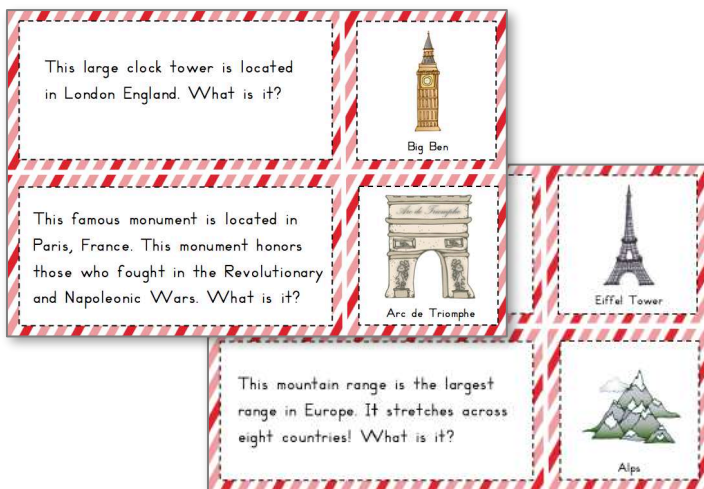 This large clock tower is located
in London England. What is it?
Big Ben
This famous monument is located in
Paris, France. This monument honors
those who fought in the Revolutionary
and Napoleonic Wars. What is it?
Arc de Triomphe
Arc de Triomphe
Eiffel Tower
This mountain range is the largest
range in Europe. It stretches across
eight countries! What is it?
Alps